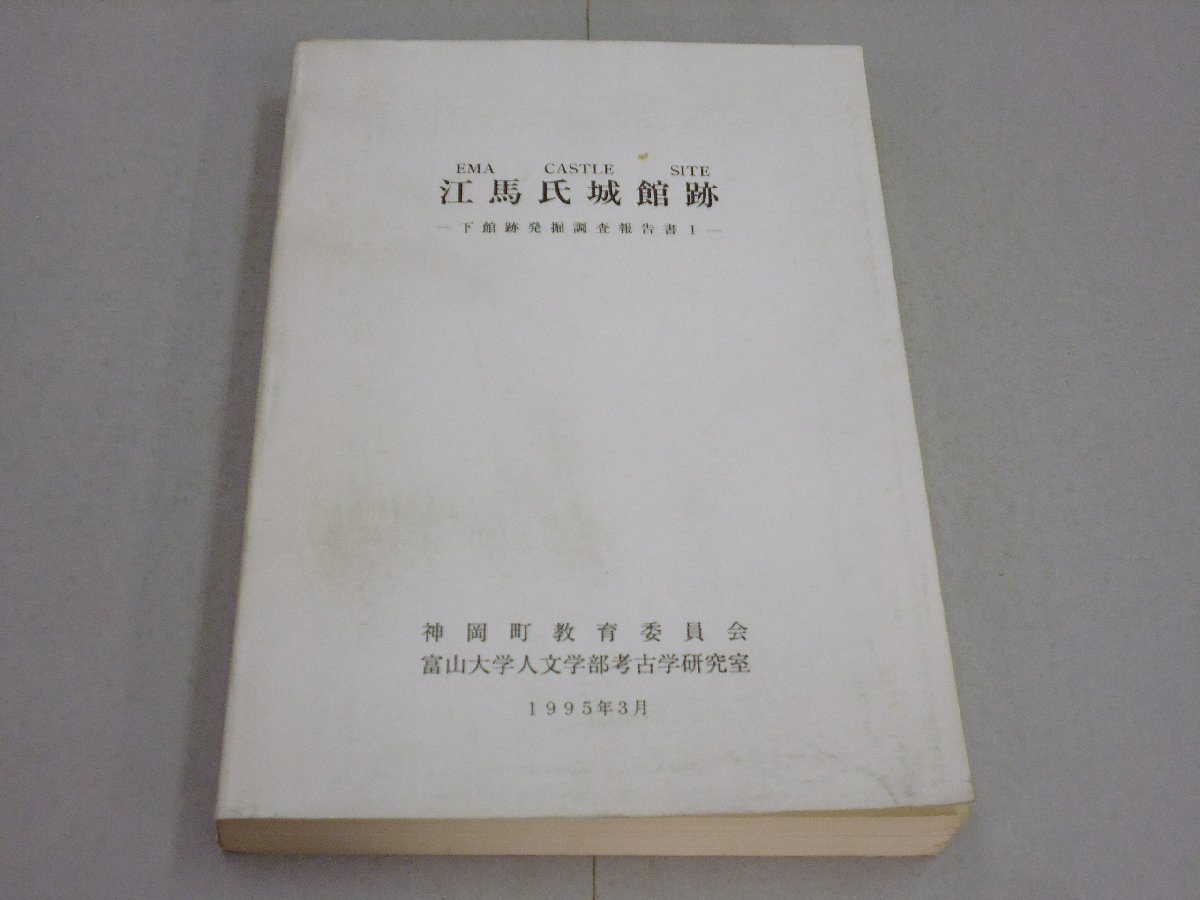 EMA CASTLE SITE
江馬氏城館跡
―下館跡発掘調査報告書Ⅰ―
神岡町教育委員会
富山大学人文学部考古学研究室
1995年3月